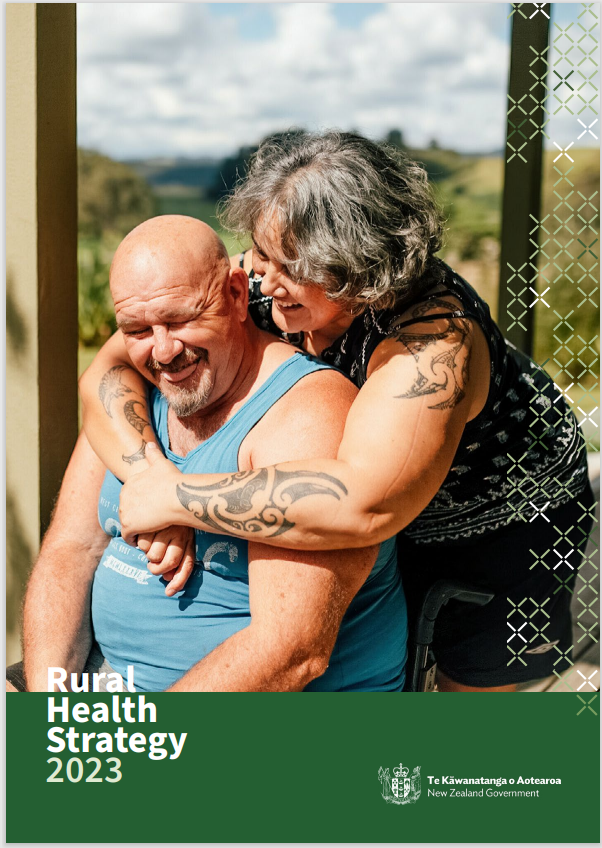 Rural
Health
Strategy
2023
Te Kāwanatanga o Aotearoa
New Zealand Government